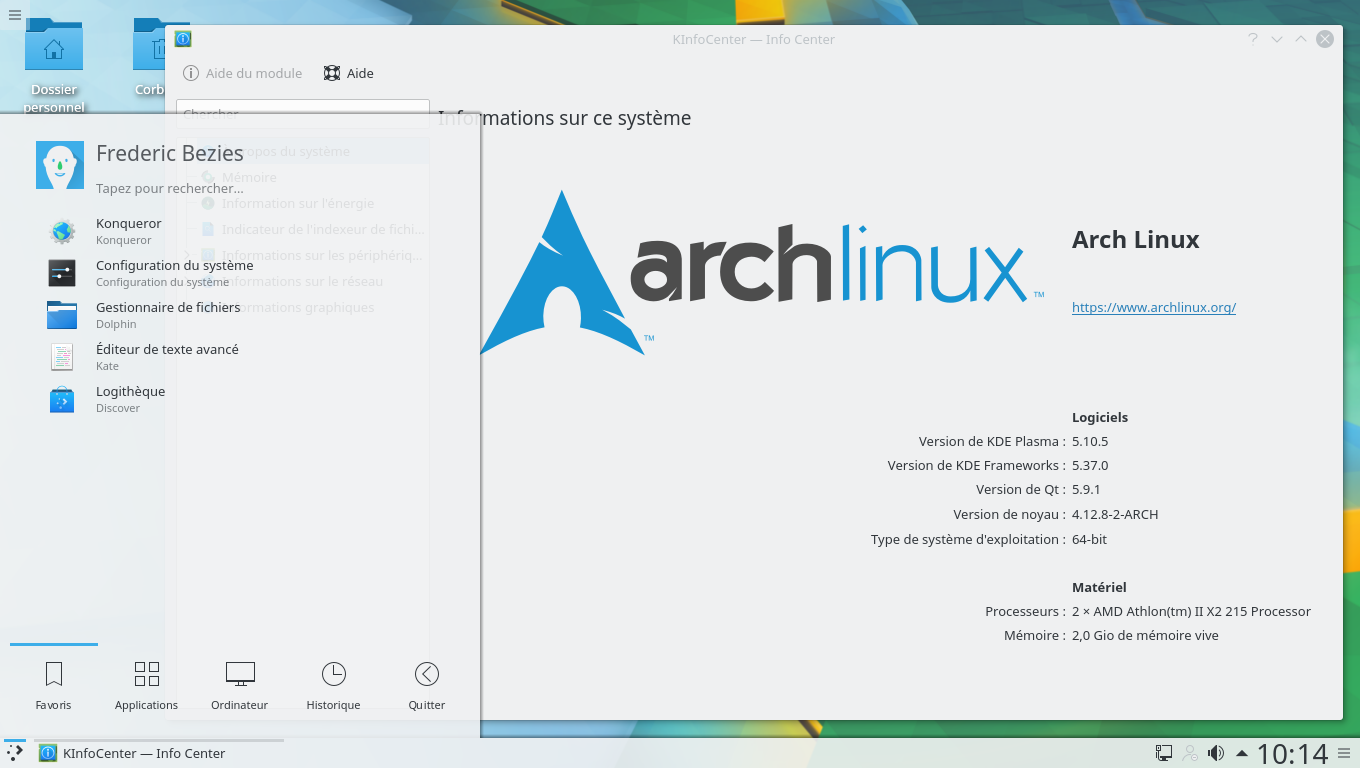 Dossier
personnel
Corb
KInfoCenter — Info Center
Aide du module
Aide
Chercher
Informations sur ce système
Frederic Bezies
Tapez pour rechercher...
Konqueror
Konqueror
Configuration du système
Configuration du système
Gestionnaire de fichiers
Dolphin
Éditeur de texte avancé
Kate
Logithèque
Discover
propos du système
Mémoire
Information sur l'énergie
Indicateur de l'indexeur de fichi...
Informations sur les périphériq...
Informations sur le réseau
Informations graphiques
archlinux ™
™
Arch Linux
https://www.archlinux.org/
Logiciels
Version de KDE Plasma : 5.10.5
Version de KDE Frameworks : 5.37.0
Version de Qt : 5.9.1
Version de noyau : 4.12.8-2-ARCH
Type de système d'exploitation : 64-bit
Matériel
Processeurs : 2 × AMD Athlon(tm) II X2 215 Processor
Mémoire : 2,0 Gio de mémoire vive
Favoris
Applications
Ordinateur
Historique
Quitter
KInfoCenter — Info Center
10:14